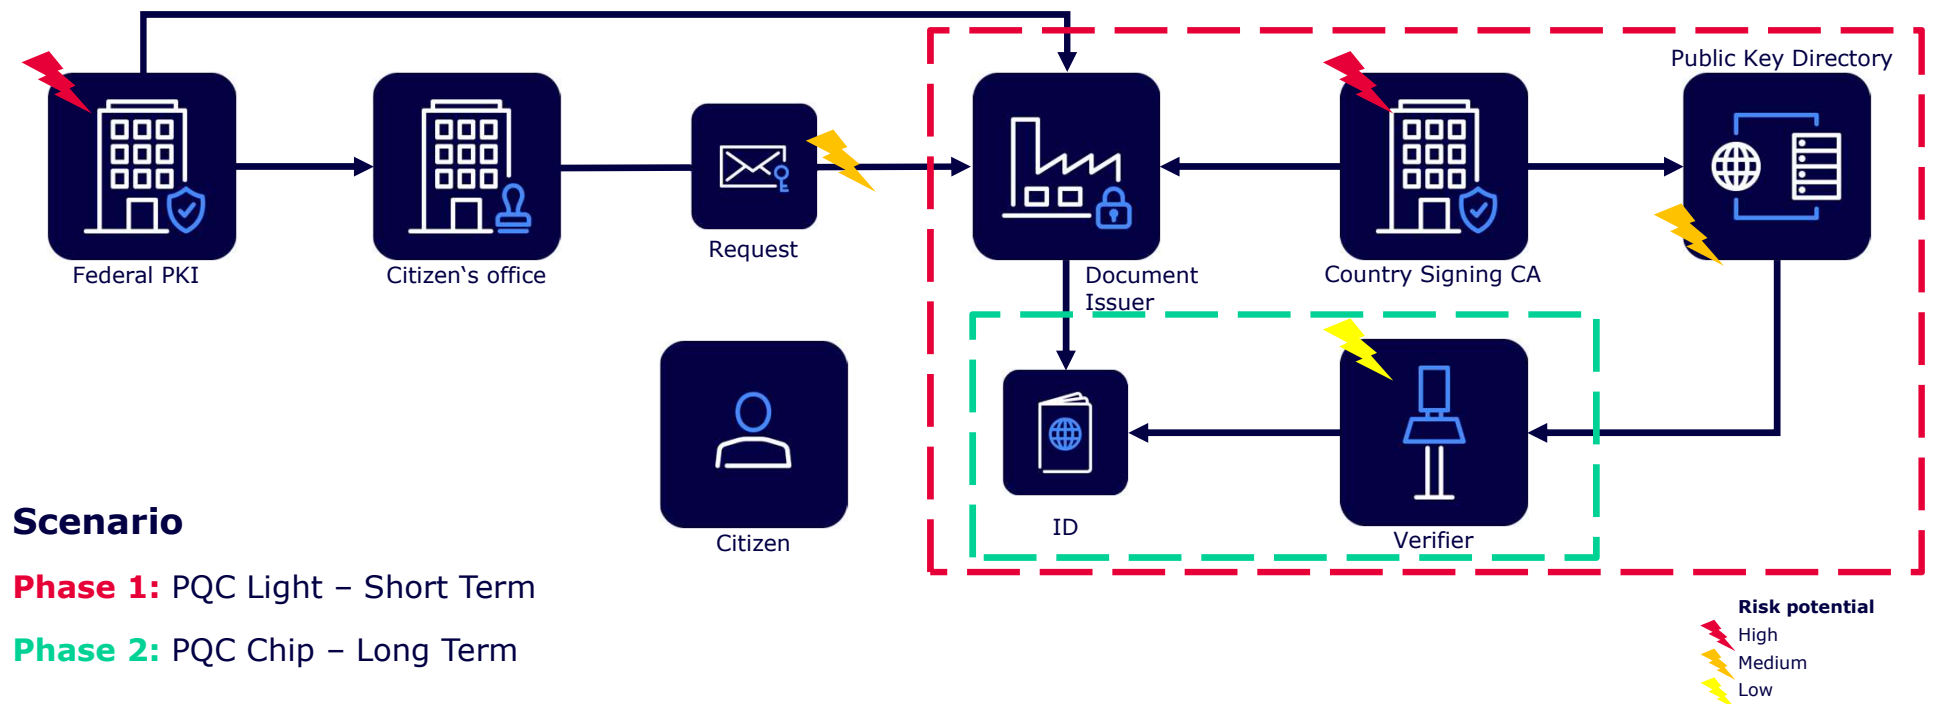 Public Key Directory
Federal PKI
Citizen‘s office
Request
Document
Issuer
Country Signing CA
Citizen
ID
Verifier
Scenario
Phase 1: PQC Light – Short Term
Phase 2: PQC Chip – Long Term
Risk potential
High
Medium
Low